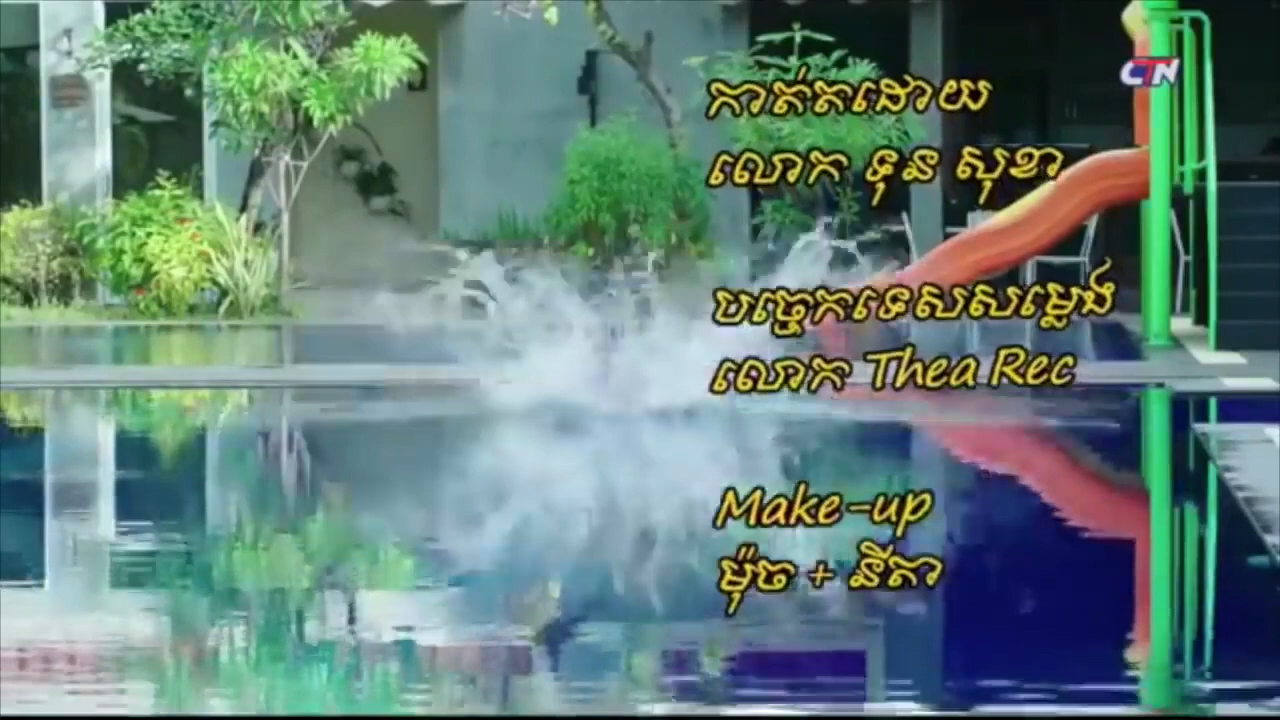 CTN
កាត់តដោយ
លោក ទុន សុខា
បច្ចេកទេសសម្លេង
លោក Thea Rec
Make-up
ម៉ុច + នីតា